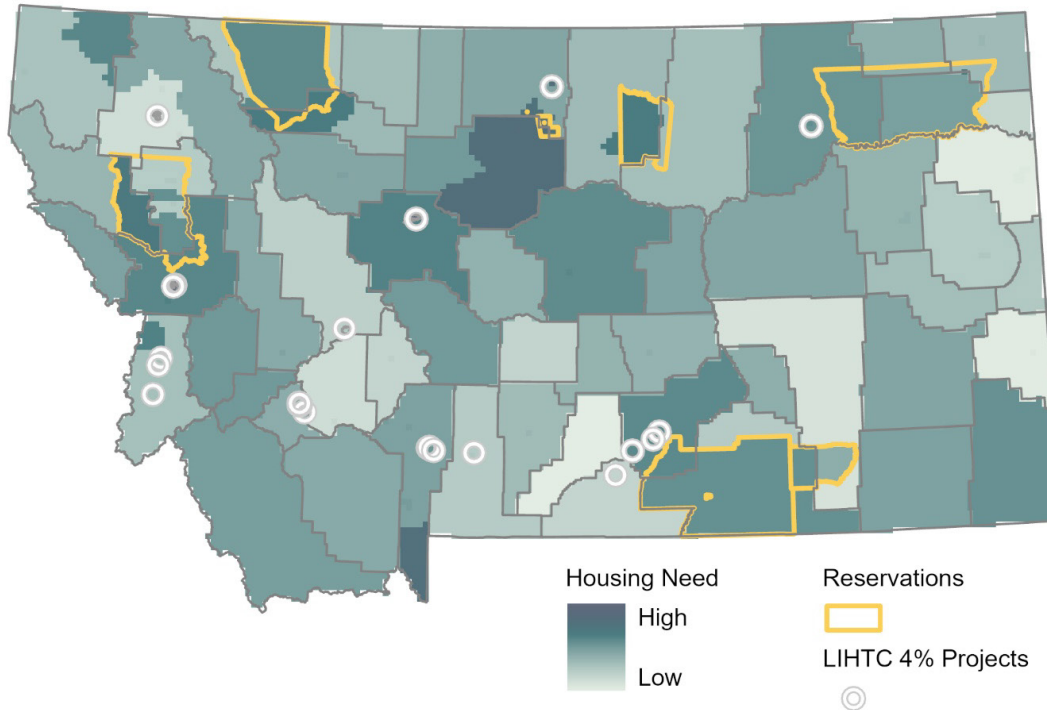 Housing Need
High
Low
Reservations
LIHTC 4% Projects